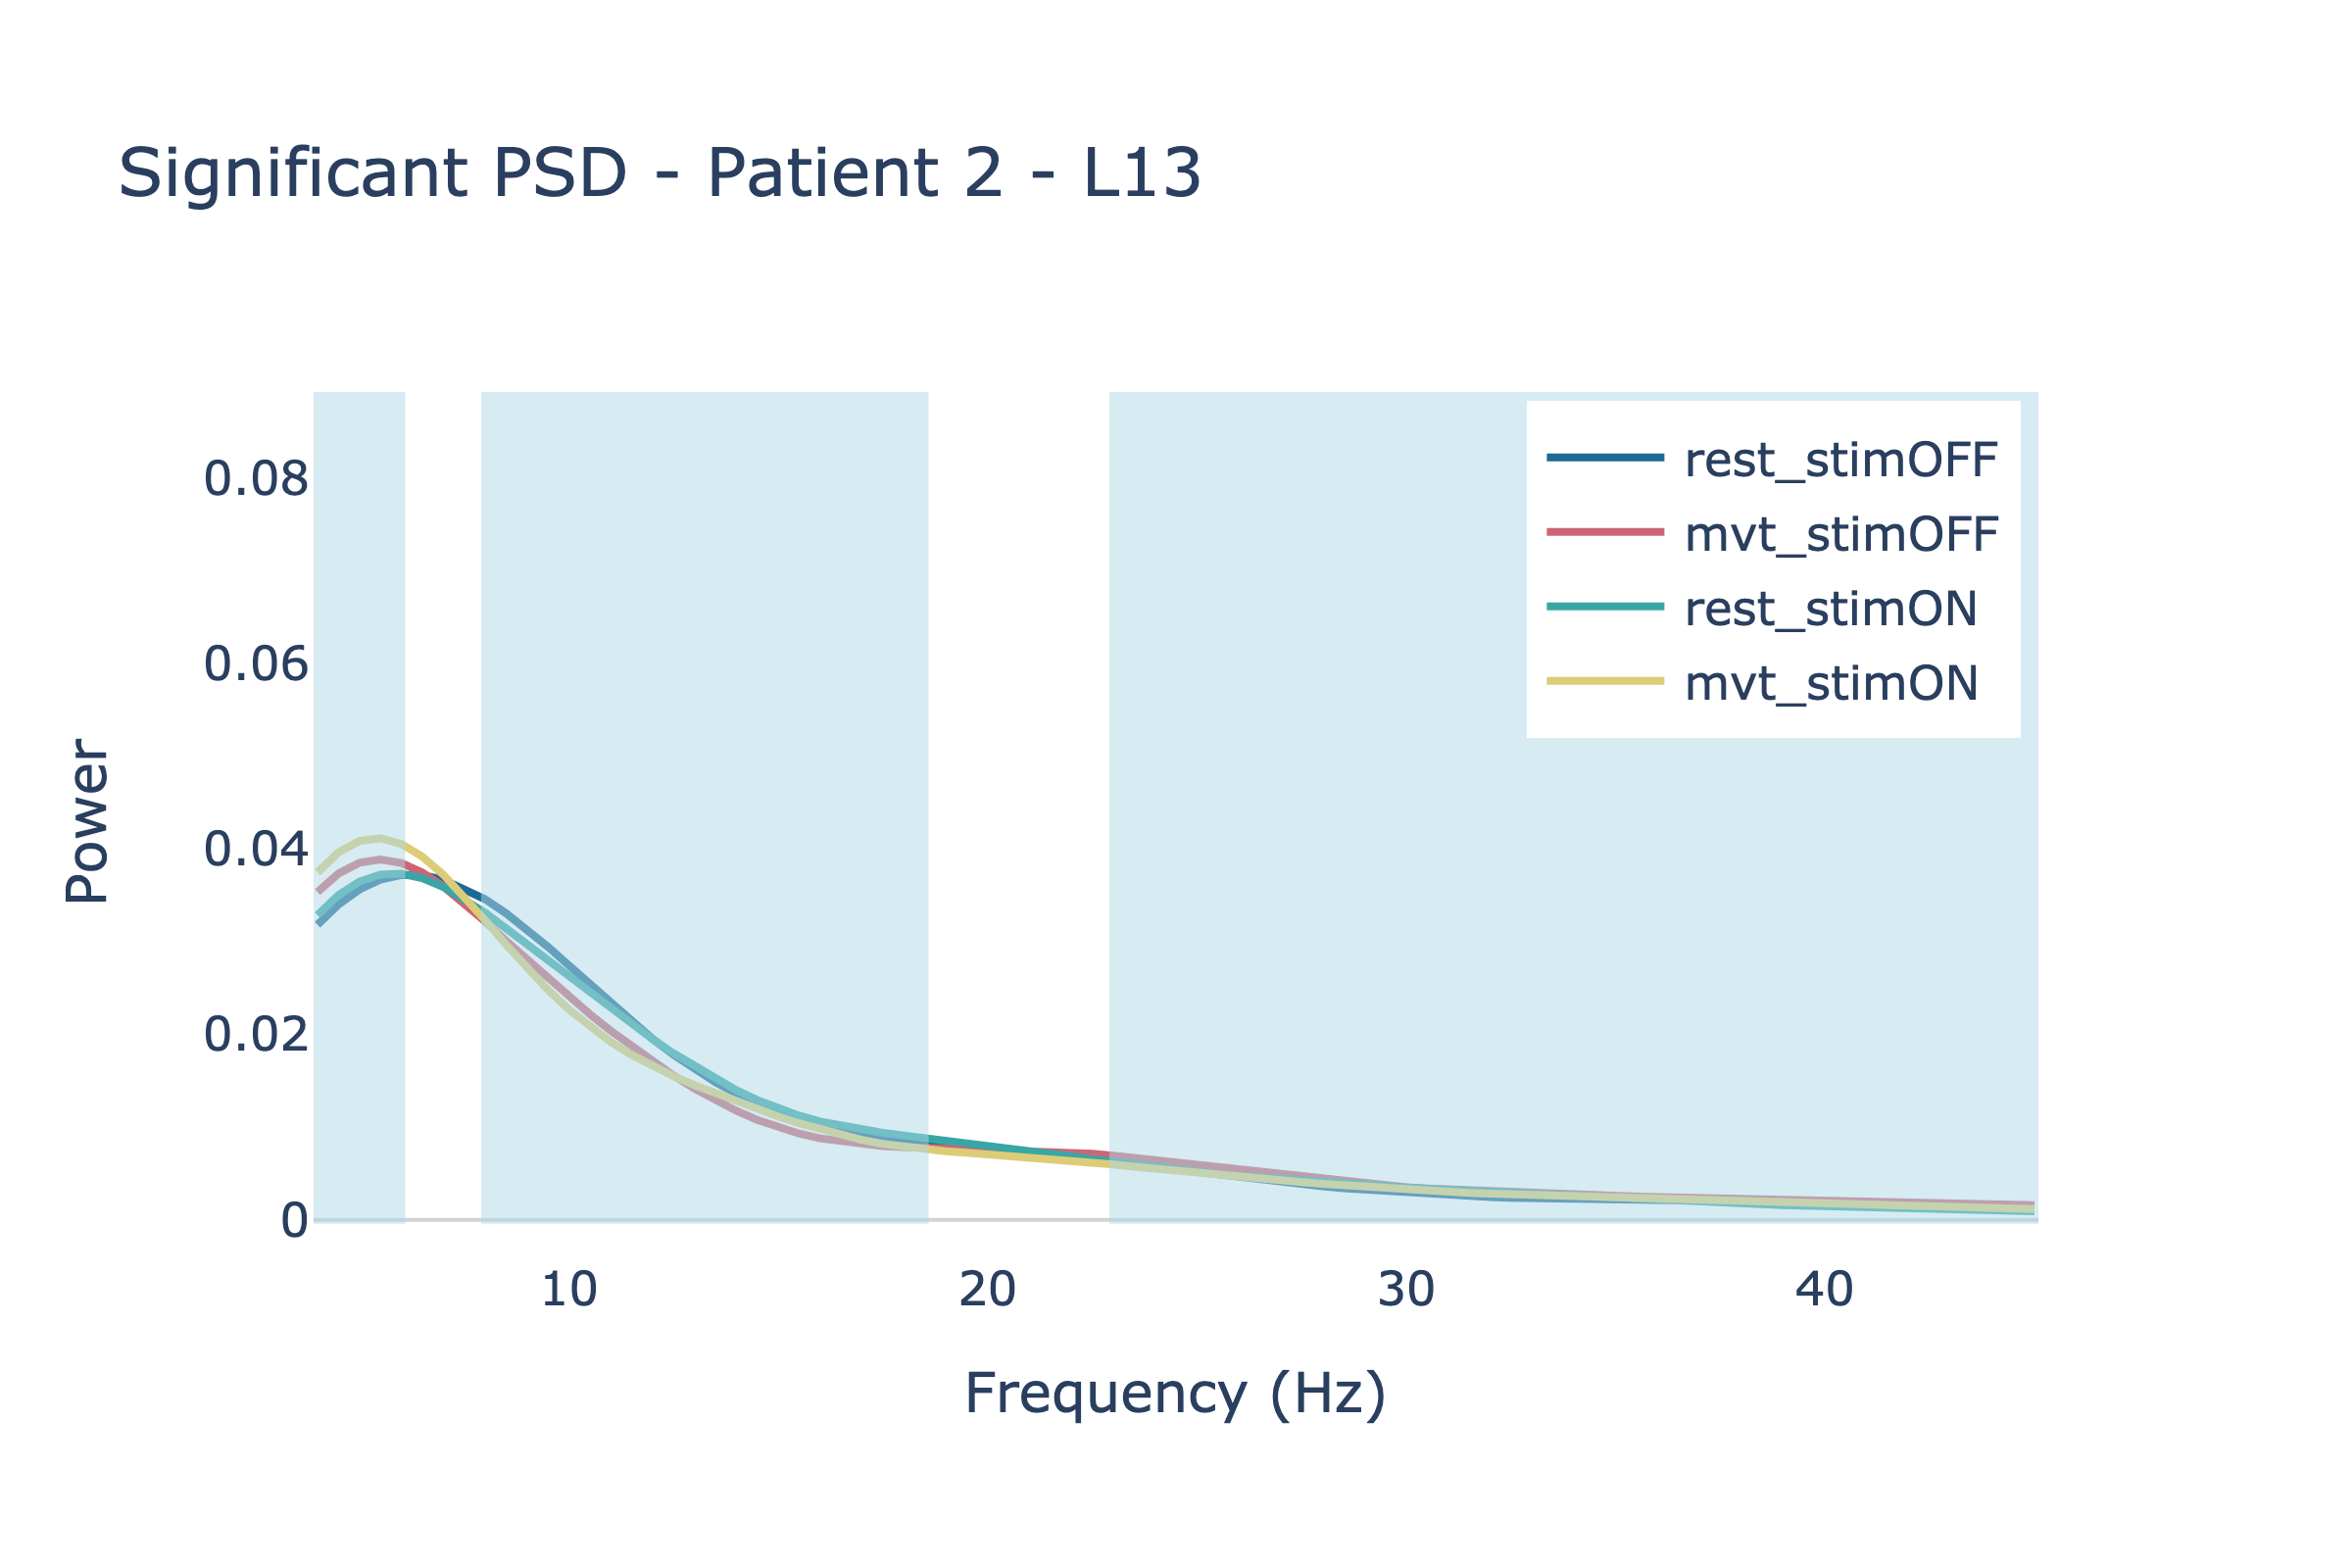 Significant PSD - Patient 2 - L13
rest_stimOFF
mvt_stimOFF
rest_stimON
mvt_stimON
Power
0.08
0.06
0.04
0.02
0
10 20 30 40
Frequency (Hz)